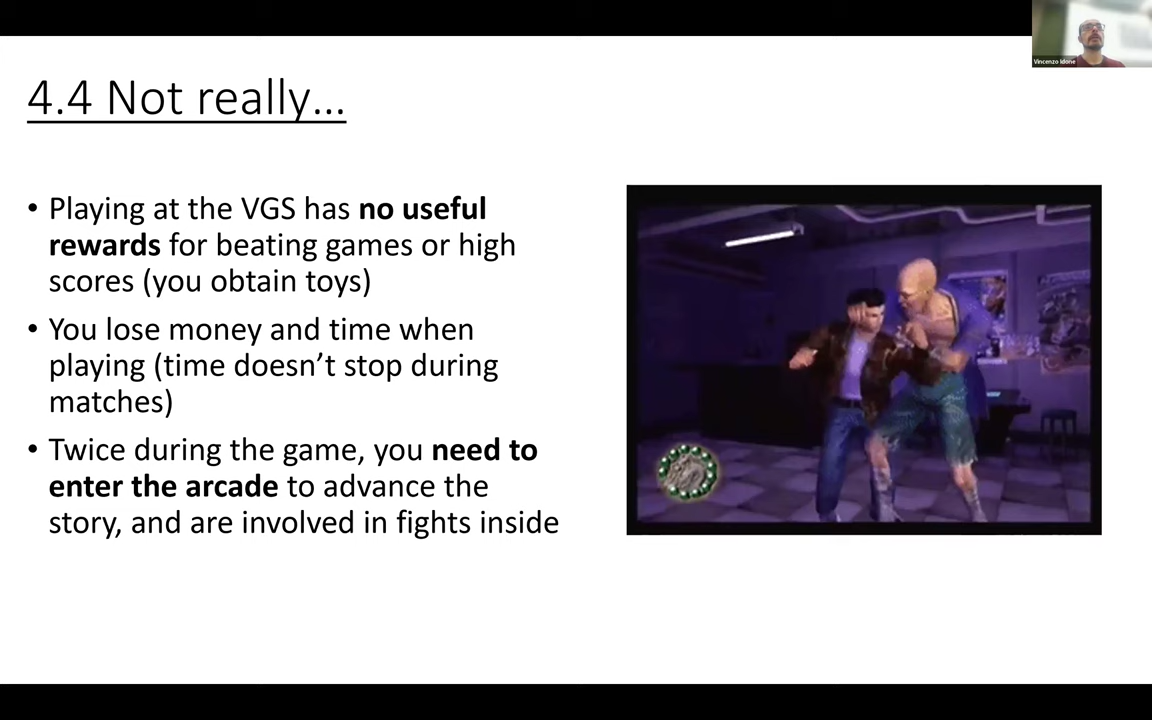 Vincenzo Idone
4.4 Not really…
• Playing at the VGS has no useful
rewards for beating games or high
scores (you obtain toys)
• You lose money and time when
playing (time doesn’t stop during
matches)
• Twice during the game, you need to
enter the arcade to advance the
story, and are involved in fights inside